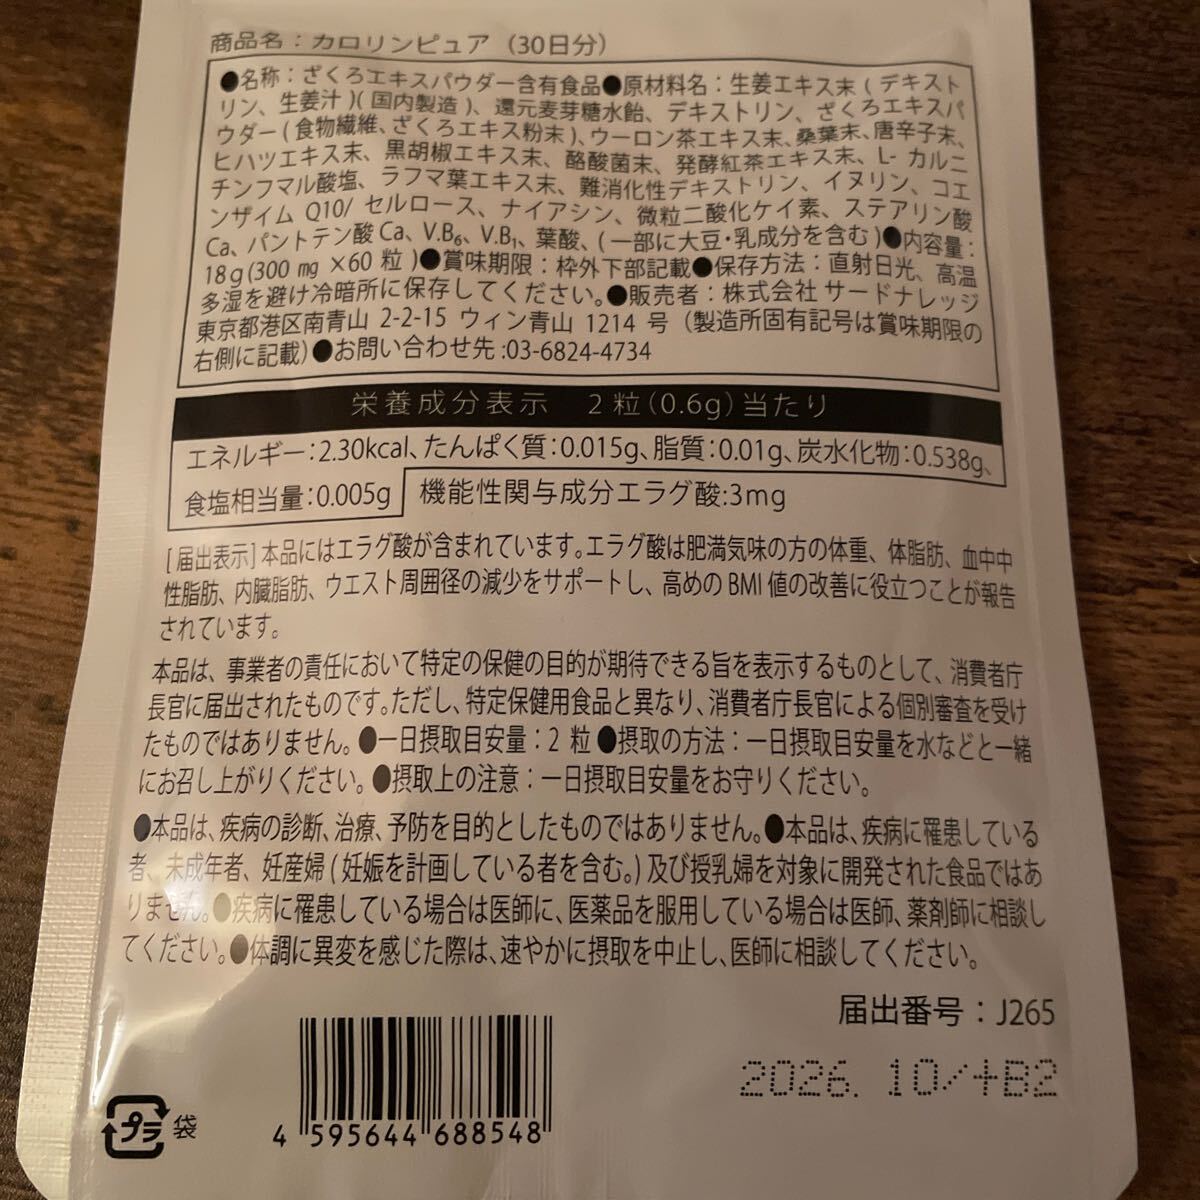 商品名：カロリンピュア（30日分）
●名称：ざくろエキスパウダー含有食品●原材料名：生姜エキス末（デキスト
リン、生姜汁)(国内製造)、還元麦芽糖水飴、デキストリン、ざくろエキスパ
ウダー(食物繊維、ざくろエキス粉末)、ウーロン茶エキス末、桑葉末、唐辛子末、
ヒハツエキス末、黒胡椒エキス末、酪酸菌末、発酵紅茶エキス末、L-カルニ
チンフマル酸塩、ラフマ葉エキス末、難消化性デキストリン、イヌリン、コエ
ンザイムQ10/ セルロース、ナイアシン、微粒二酸化ケイ素、ステアリン酸
Ca、パントテン酸Ca、V.B₆、V.B₁、葉酸、(一部に大豆・乳成分を含む)●内容量：
18g(300㎎×60粒)●賞味期限：枠外下部記載●保存方法：直射日光、高温
多湿を避け冷暗所に保存してください。●販売者：株式会社サードナレッジ
東京都港区南青山 2-2-15 ウィン青山 1214 号（製造所固有記号は賞味期限の
右側に記載)●お問い合わせ先:03-6824-4734
栄養成分表示　2粒(0.6g)当たり
エネルギー:2.30kcal、たんぱく質:0.015g、脂質:0.01g、炭水化物:0.538g、
食塩相当量:0.005g　機能性関与成分エラグ酸:3mg
[届出表示]本品にはエラグ酸が含まれています。エラグ酸は肥満気味の方の体重、体脂肪、血中中
性脂肪、内臓脂肪、ウエスト周囲径の減少をサポートし、高めのBMI値の改善に役立つことが報告
されています。
本品は、事業者の責任において特定の保健の目的が期待できる旨を表示するものとして、消費者庁
長官に届出されたものです。ただし、特定保健用食品と異なり、消費者庁長官による個別審査を受け
たものではありません。●一日摂取目安量：2粒●摂取の方法：一日摂取目安量を水などと一緒
にお召し上がりください。●摂取上の注意：一日摂取目安量をお守りください。
●本品は、疾病の診断、治療、予防を目的としたものではありません。●本品は、疾病に罹患している
者、未成年者、妊産婦(妊娠を計画している者を含む。)及び授乳婦を対象に開発された食品ではあ
りません。●疾病に罹患している場合は医師に、医薬品を服用している場合は医師、薬剤師に相談し
てください。●体調に異変を感じた際は、速やかに摂取を中止し、医師に相談してください。
届出番号：J265
2026. 10/+B2
プラ 袋
4 595644 688548